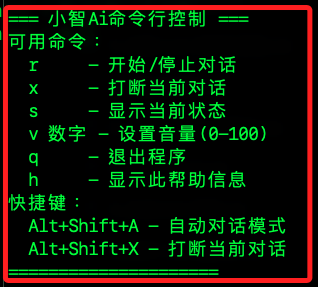 === 小智Ai命令行控制 ===
可用命令：
r — 开始/停止对话
x — 打断当前对话
s — 显示当前状态
v 数字 — 设置音量(0-100)
q — 退出程序
h — 显示此帮助信息
快捷键：
Alt+Shift+A — 自动对话模式
Alt+Shift+X — 打断当前对话
=====================